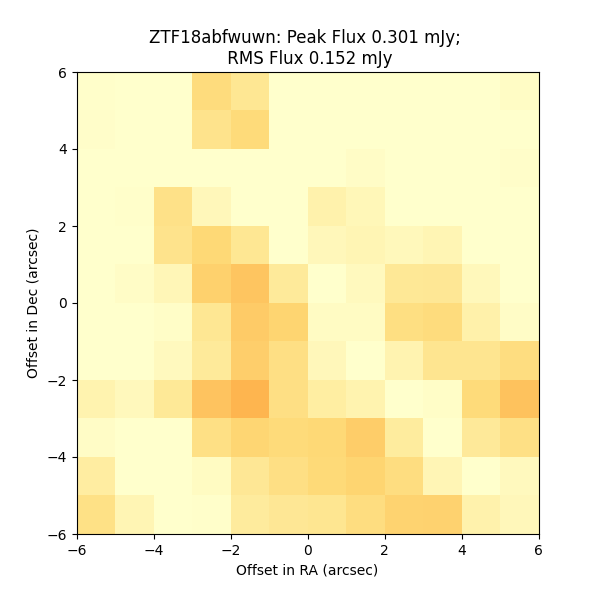 ZTF18abfwuwn: Peak Flux 0.301 mJy;
RMS Flux 0.152 mJy
6
4
2
0
−2
−4
−6
Offset in Dec (arcsec)
−6 −4 −2 0 2 4 6
Offset in RA (arcsec)